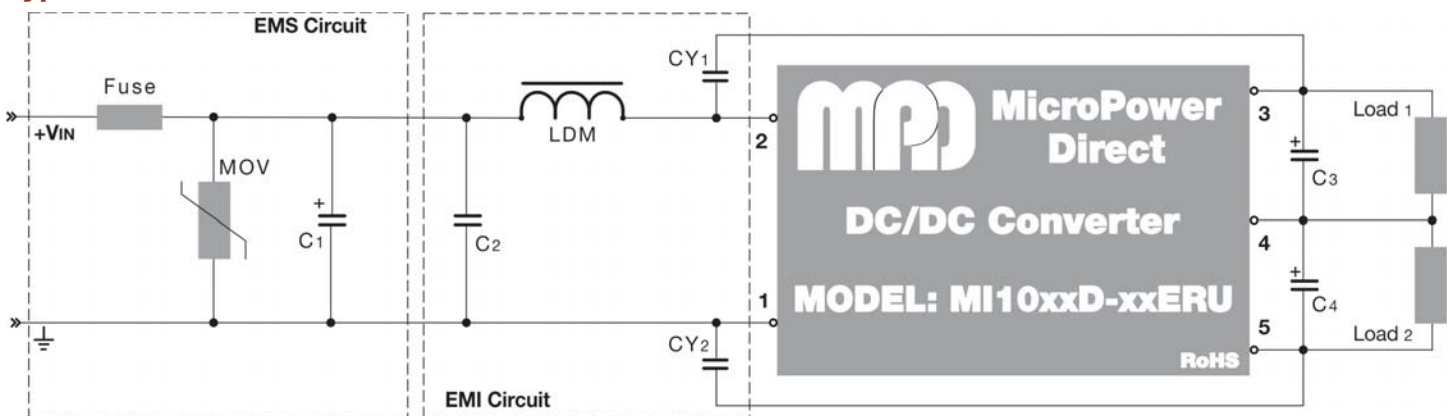 EMS Circuit
Fuse
+VIN
MOV
C1
+
C2
LDM
CY1
2
1
CY2
EMI Circuit
MPD MicroPower
Direct
DC/DC Converter
MODEL: MI10xxD-xxERU
RoHS
3
4
5
+
C3
+
C4
Load 1
Load 2